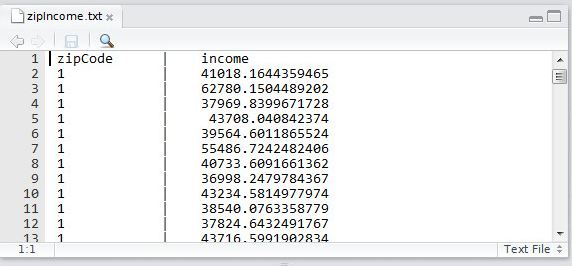 zipIncome.txt
1 zipCode | income
2 1 | 41018.1644359465
3 1 | 62780.1504489202
4 1 | 37969.8399671728
5 1 | 43708.040842374
6 1 | 39564.6011865524
7 1 | 55486.7242482406
8 1 | 40733.6091661362
9 1 | 36998.2479784367
10 1 | 43234.5814977974
11 1 | 38540.0763358779
12 1 | 37824.6432491767
13 1 | 43716.5991902834
1:1 Text File